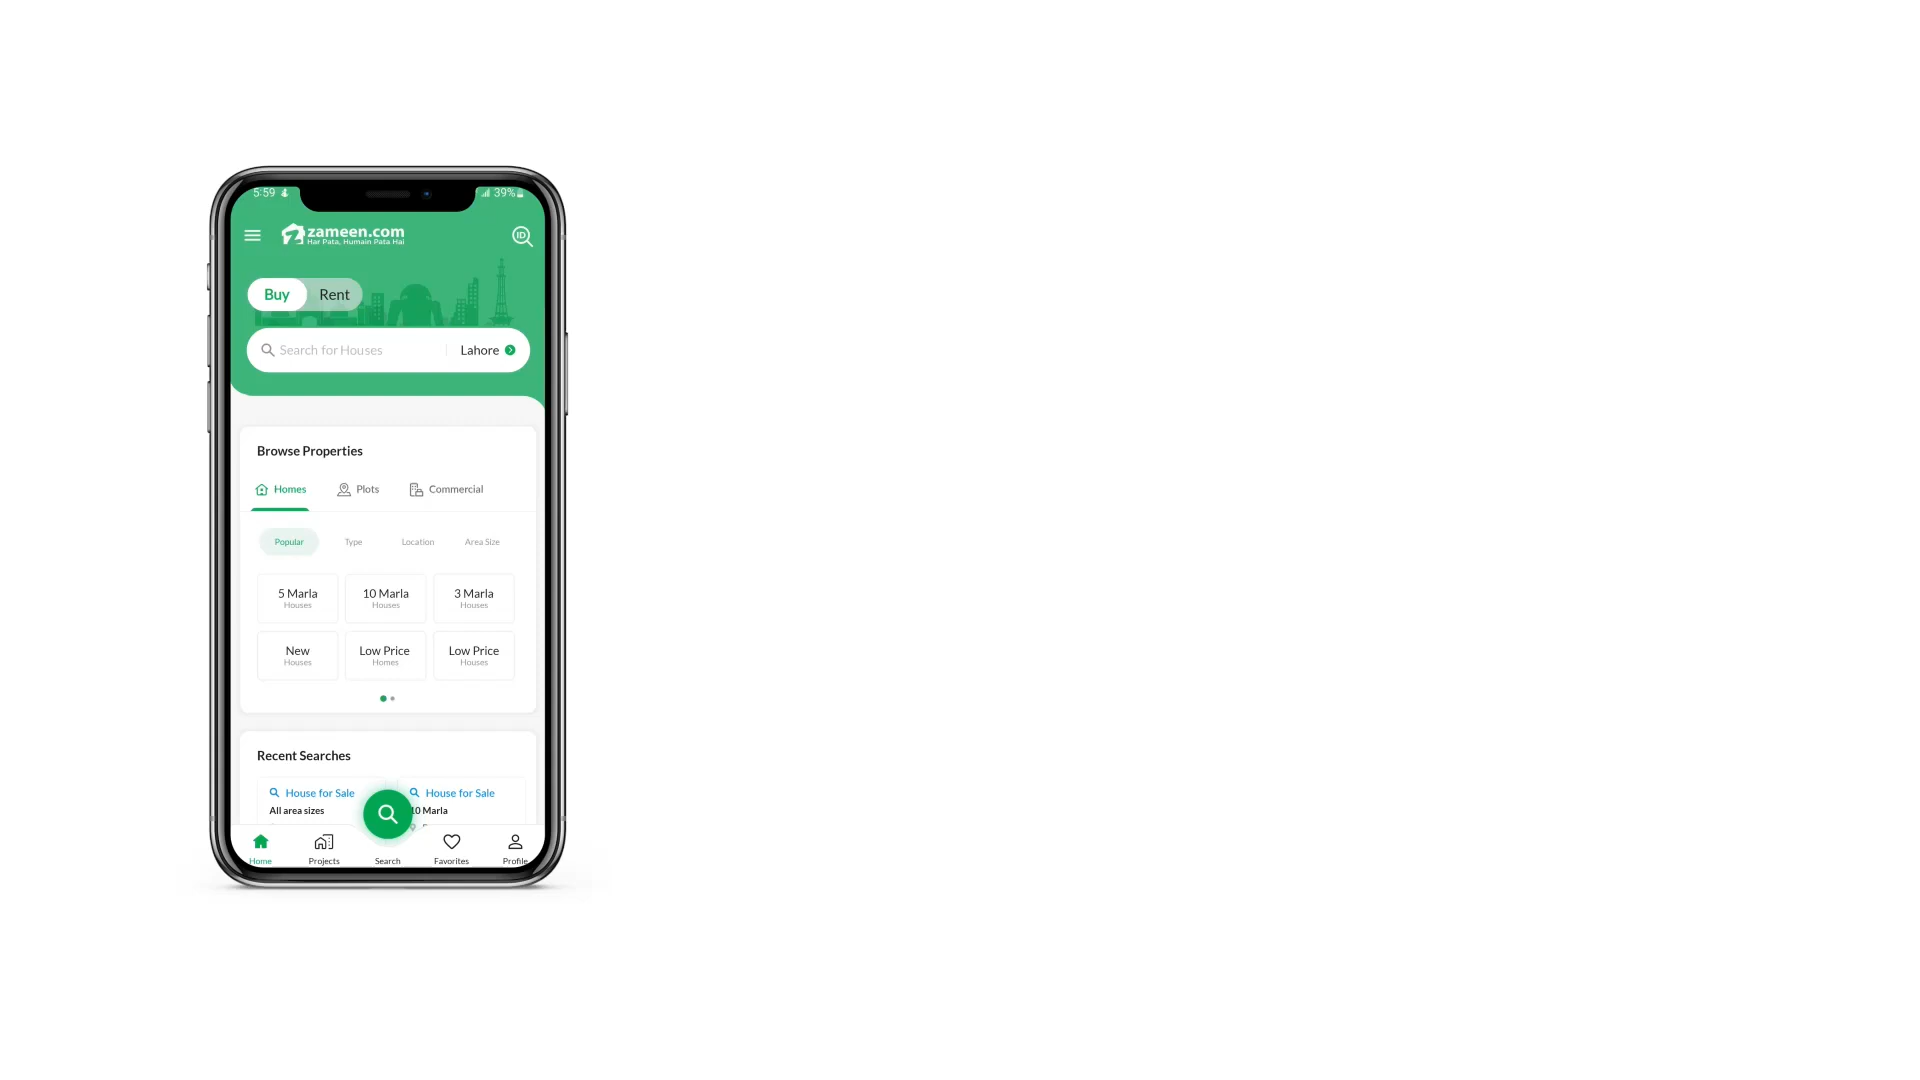 5:59
39%
zameen.com
Har Pata, Humain Pata Hai
ID
Buy Rent
Search for Houses Lahore
Browse Properties
Homes Plots Commercial
Popular Type Location Area Size
5 Marla 10 Marla 3 Marla
Houses Houses Houses
New Low Price Low Price
Houses Homes Houses
Recent Searches
House for Sale House for Sale
All area sizes 10 Marla
Home Projects Search Favorites Profile